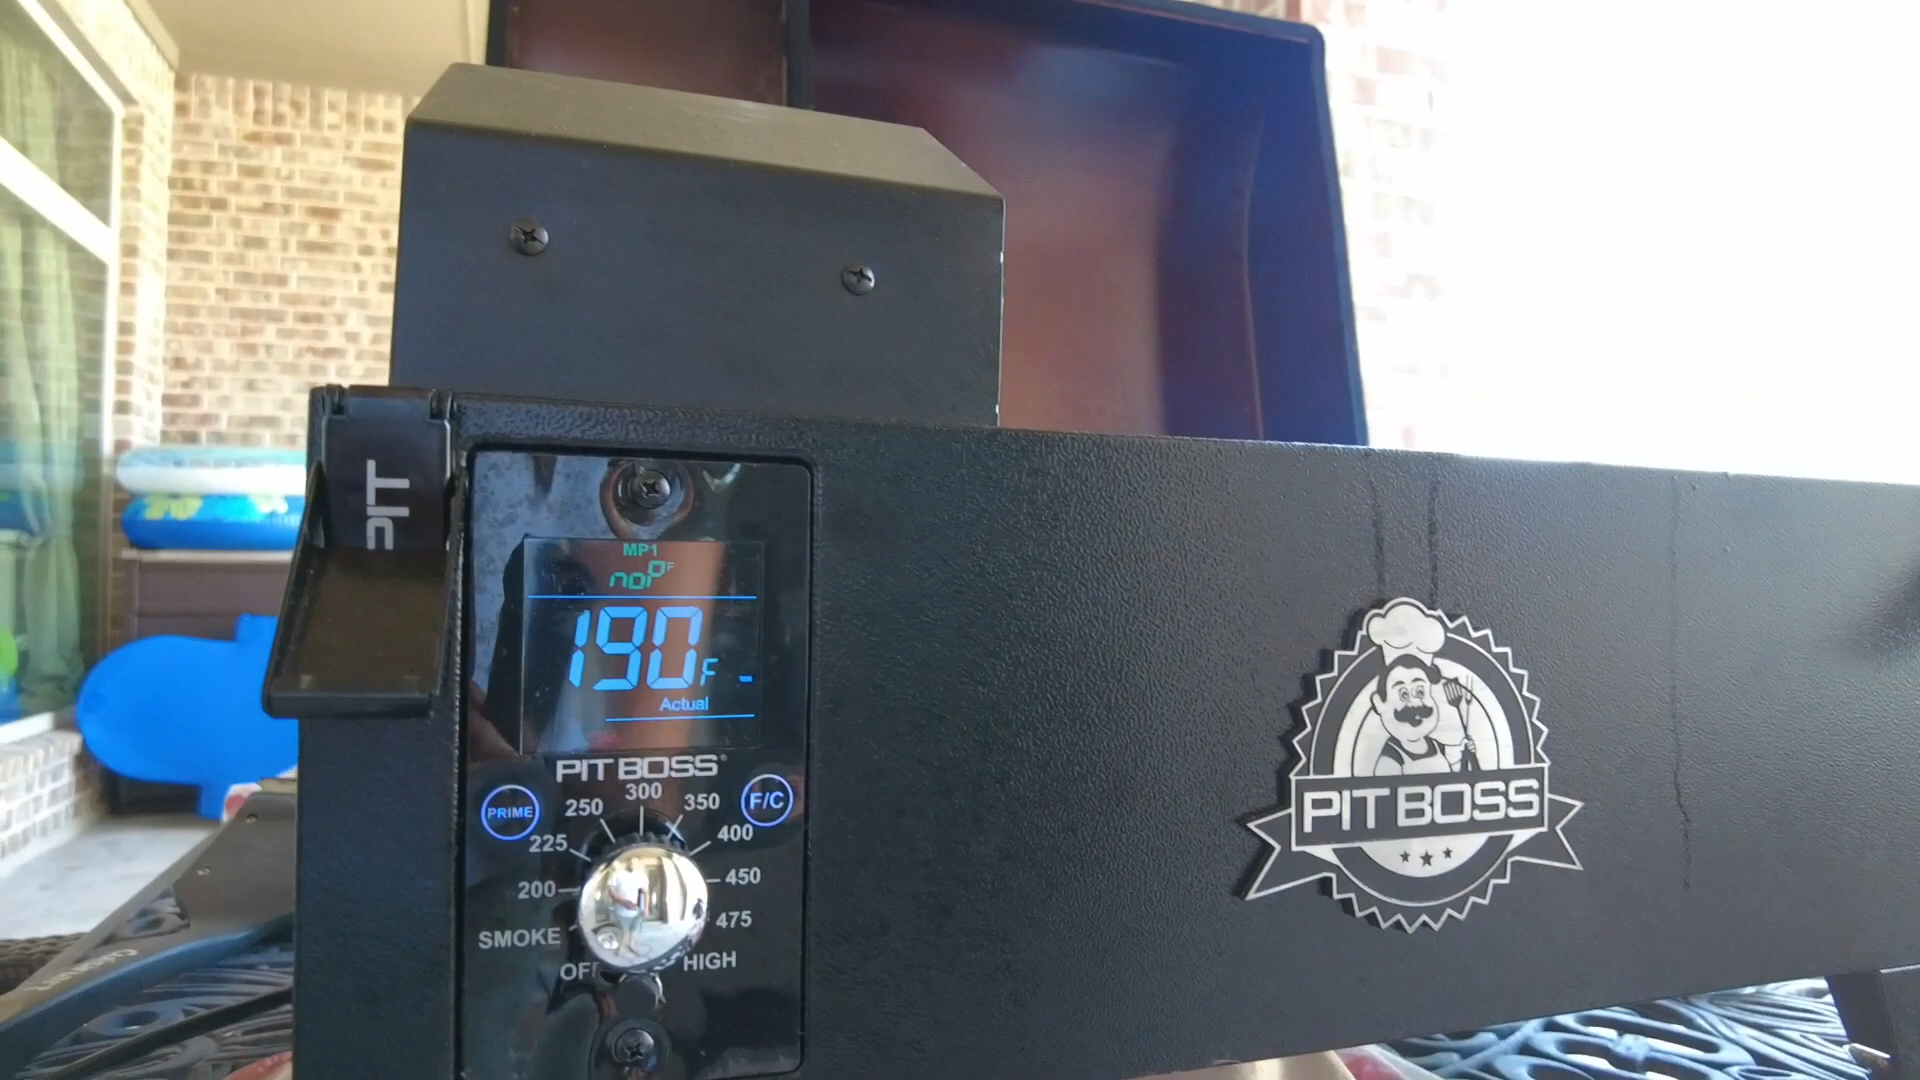 PIT
MP1
noP °F
190F
Actual
PIT BOSS®
PRIME
F/C
OFF
SMOKE
200
225
250
300
350
400
450
475
HIGH
PIT BOSS